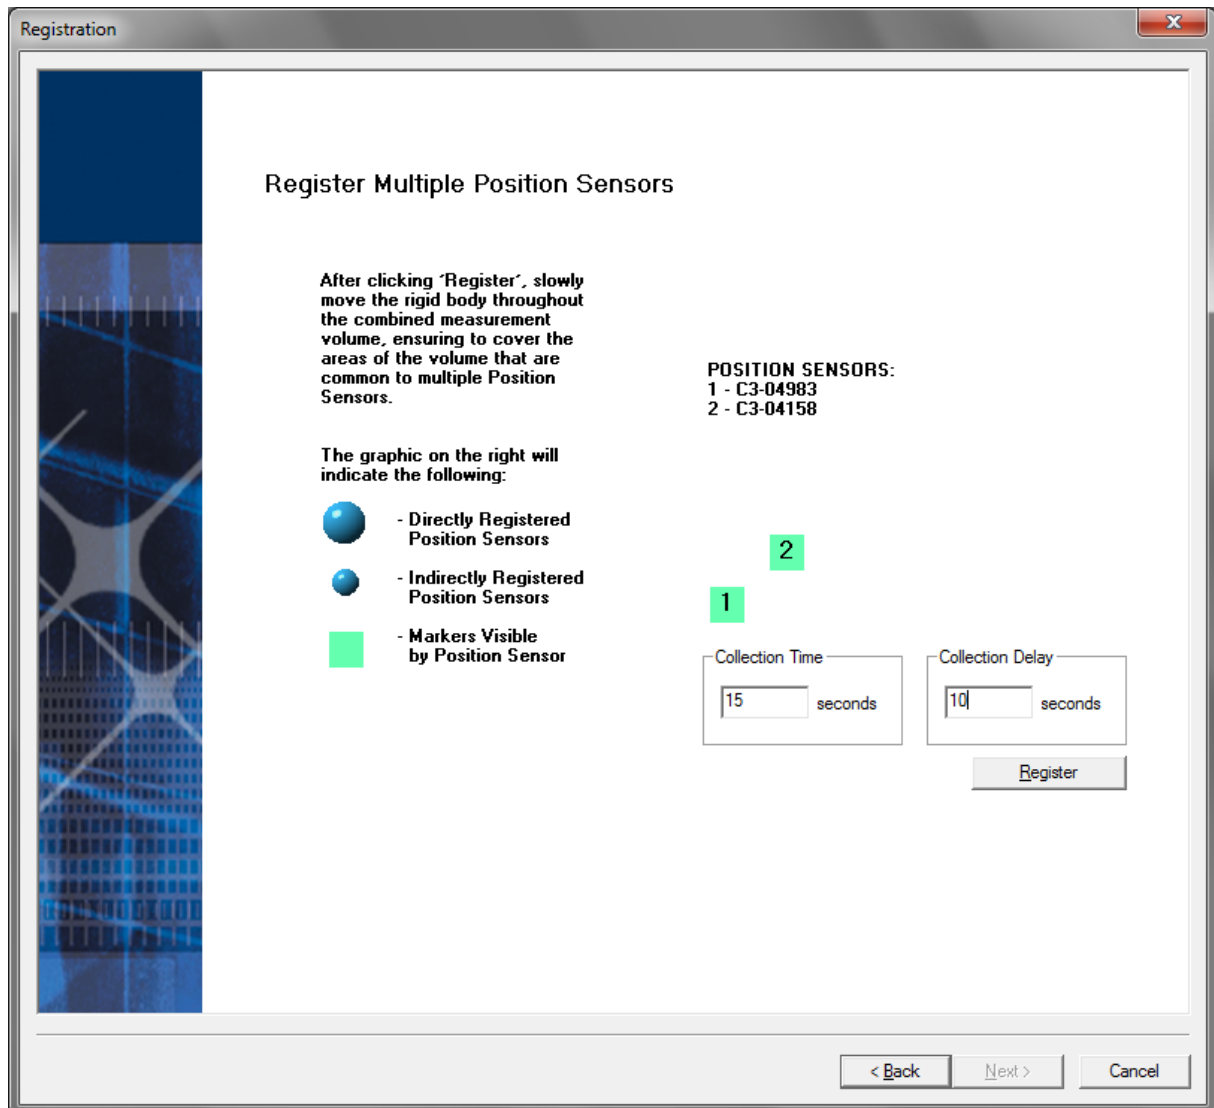 Registration
Register Multiple Position Sensors
After clicking ´Register´, slowly
move the rigid body throughout
the combined measurement
volume, ensuring to cover the
areas of the volume that are
common to multiple Position
Sensors.
The graphic on the right will
indicate the following:
- Directly Registered
Position Sensors
- Indirectly Registered
Position Sensors
- Markers Visible
by Position Sensor
POSITION SENSORS:
1 - C3-04983
2 - C3-04158
2
1
Collection Time
15 seconds
Collection Delay
10 seconds
Register
< Back
Next >
Cancel